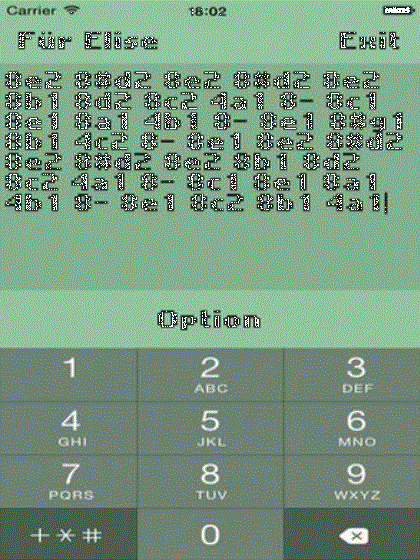 Carrier 18:02
Für Elise Exit
8e2 8#d2 8e2 8#d2 8e2
8b1 8d2 8c2 4a1 8- 8c1
8e1 8a1 4b1 8- 8e1 8#g1
8b1 4c2 8- 8e1 8e2 8#d2
8e2 8#d2 8e2 8b1 8d2
8c2 4a1 8- 8c1 8e1 8a1
4b1 8- 8e1 8c2 8b1 4a1
Option
1 2 3
ABC DEF
4 5 6
GHI JKL MNO
7 8 9
PQRS TUV WXYZ
+*# 0